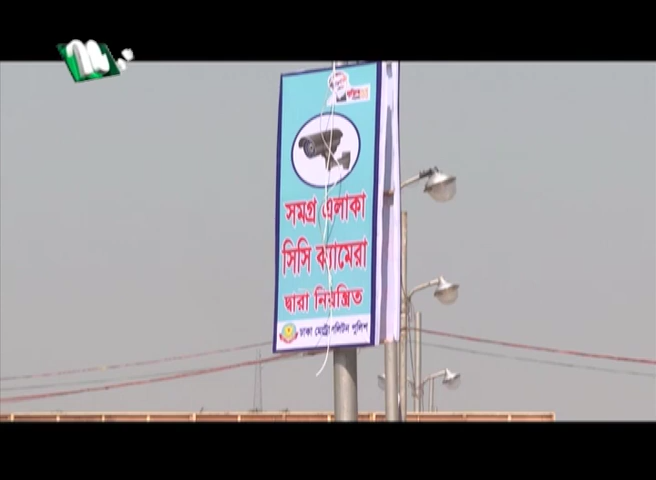 সমগ্র এলাকা
সিসি ক্যামেরা
দ্বারা নিয়ন্ত্রিত
ঢাকা মেট্রোপলিটন পুলিশ